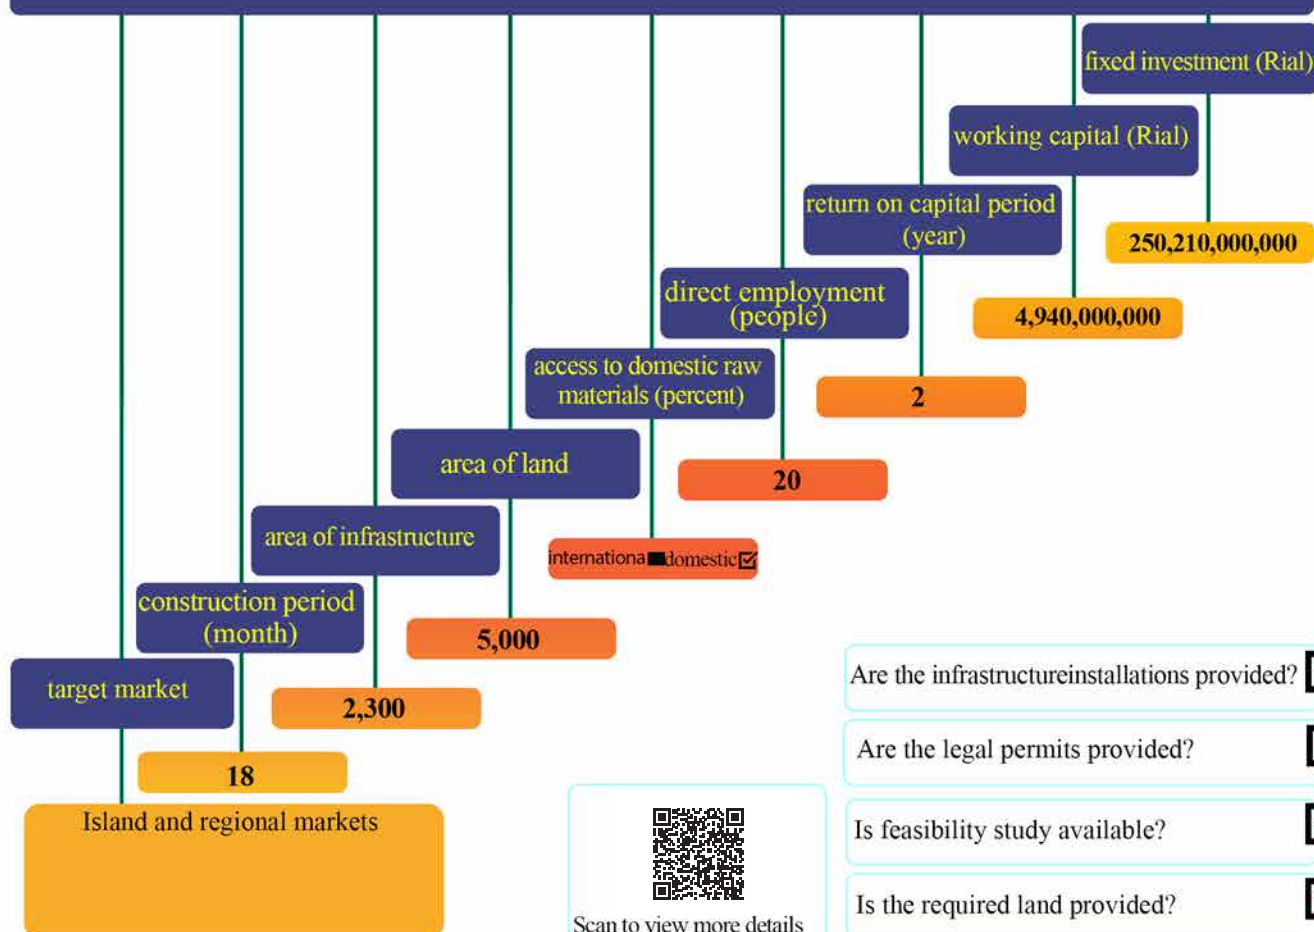 fixed investment (Rial)
250,210,000,000
working capital (Rial)
4,940,000,000
return on capital period
(year)
2
direct employment
(people)
20
access to domestic raw
materials (percent)
internationa domestic
area of land
5,000
area of infrastructure
2,300
construction period
(month)
18
target market
Island and regional markets
Are the infrastructureinstallations provided?
Are the legal permits provided?
Is feasibility study available?
Is the required land provided?
Scan to view more details